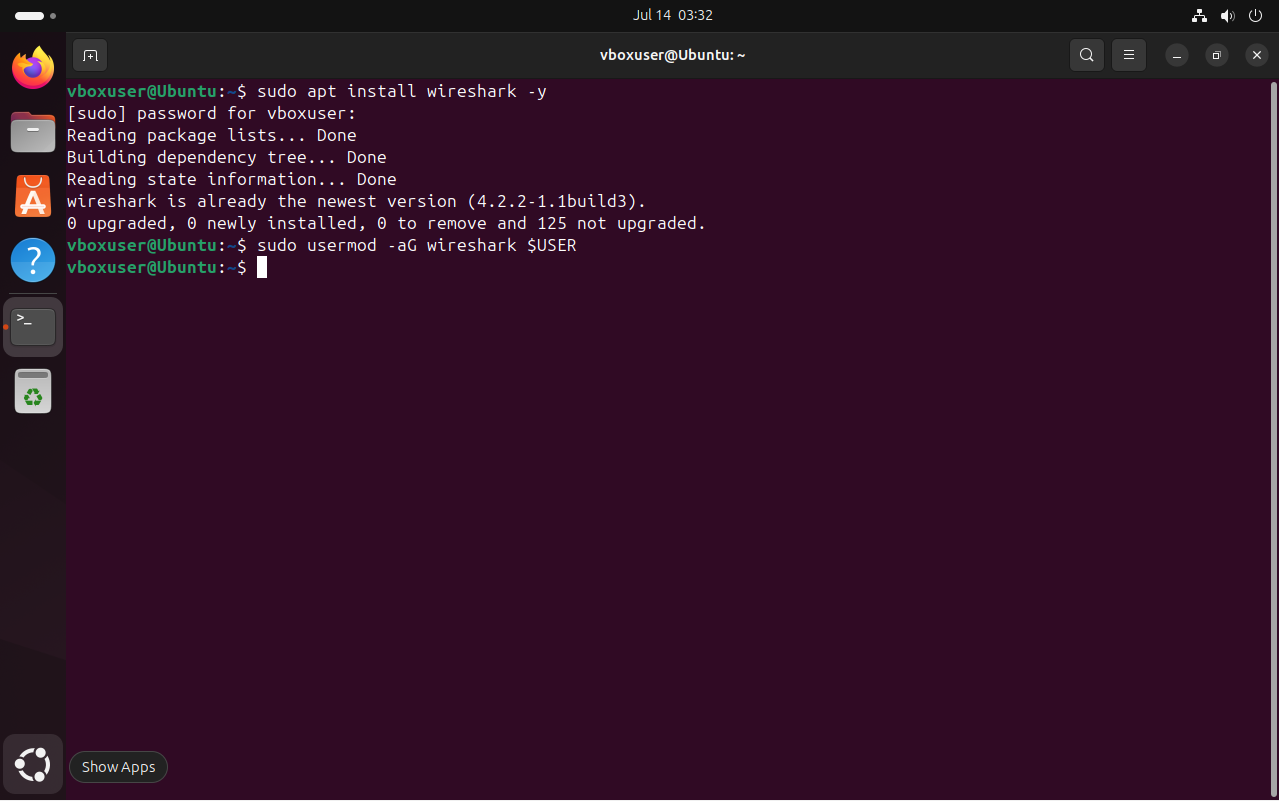 Jul 14 03:32
vboxuser@Ubuntu: ~
vboxuser@Ubuntu:~$ sudo apt install wireshark -y
[sudo] password for vboxuser:
Reading package lists... Done
Building dependency tree... Done
Reading state information... Done
wireshark is already the newest version (4.2.2-1.1build3).
0 upgraded, 0 newly installed, 0 to remove and 125 not upgraded.
vboxuser@Ubuntu:~$ sudo usermod -aG wireshark $USER
vboxuser@Ubuntu:~$
Show Apps